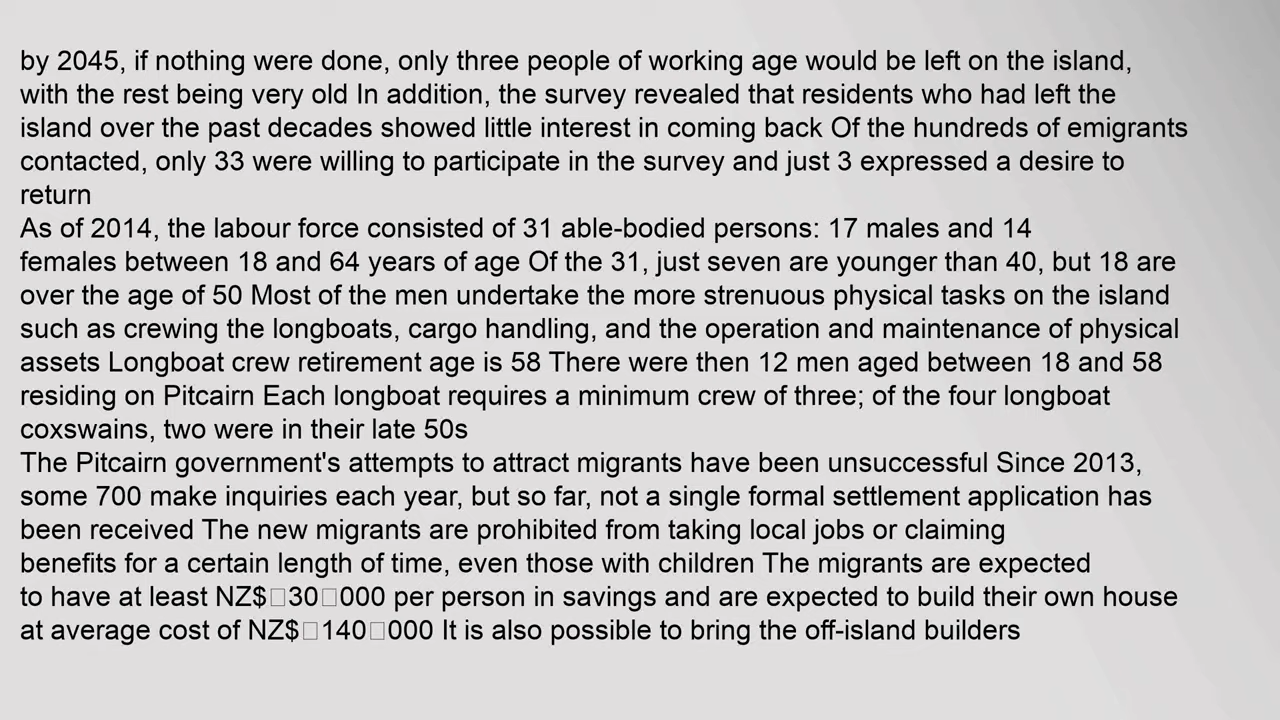 by 2045, if nothing were done, only three people of working age would be left on the island,
with the rest being very old In addition, the survey revealed that residents who had left the
island over the past decades showed little interest in coming back Of the hundreds of emigrants
contacted, only 33 were willing to participate in the survey and just 3 expressed a desire to
return
As of 2014, the labour force consisted of 31 able-bodied persons: 17 males and 14
females between 18 and 64 years of age Of the 31, just seven are younger than 40, but 18 are
over the age of 50 Most of the men undertake the more strenuous physical tasks on the island
such as crewing the longboats, cargo handling, and the operation and maintenance of physical
assets Longboat crew retirement age is 58 There were then 12 men aged between 18 and 58
residing on Pitcairn Each longboat requires a minimum crew of three; of the four longboat
coxswains, two were in their late 50s
The Pitcairn government's attempts to attract migrants have been unsuccessful Since 2013,
some 700 make inquiries each year, but so far, not a single formal settlement application has
been received The new migrants are prohibited from taking local jobs or claiming
benefits for a certain length of time, even those with children The migrants are expected
to have at least NZ$□30□000 per person in savings and are expected to build their own house
at average cost of NZ$□140□000 It is also possible to bring the off-island builders